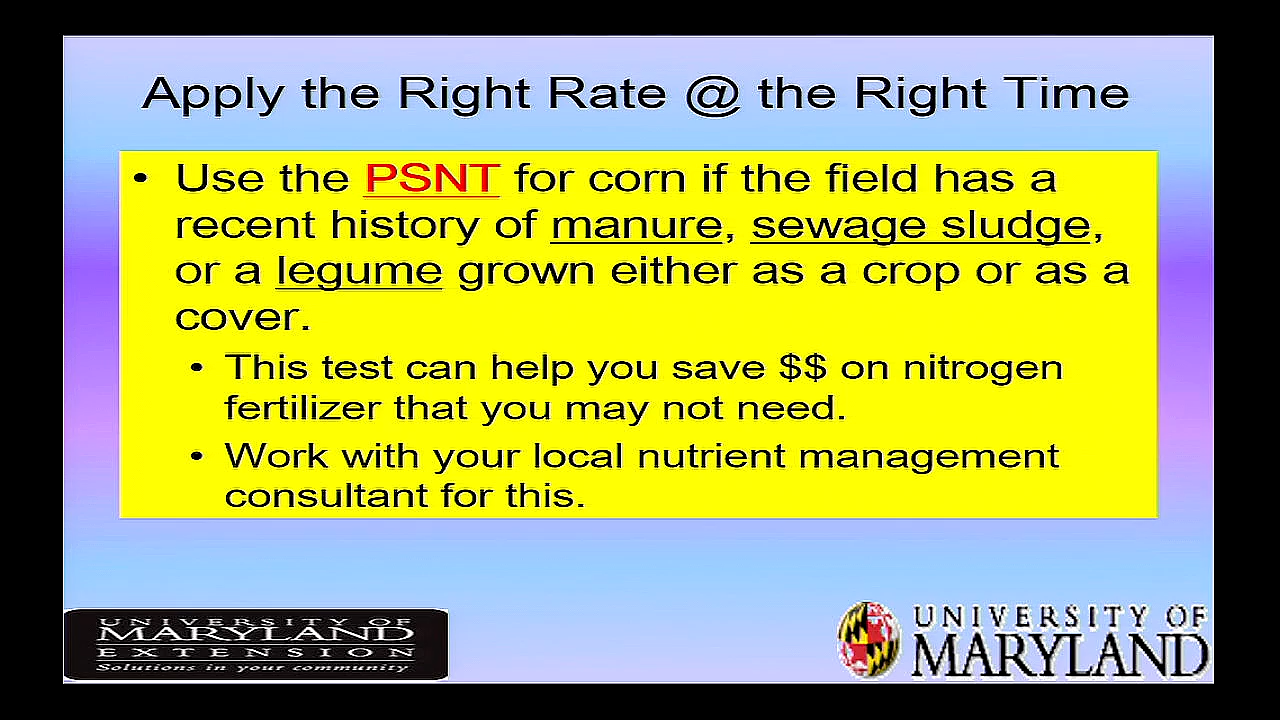 Apply the Right Rate @ the Right Time
• Use the PSNT for corn if the field has a
recent history of manure, sewage sludge,
or a legume grown either as a crop or as a
cover.
• This test can help you save $$ on nitrogen
fertilizer that you may not need.
• Work with your local nutrient management
consultant for this.
UNIVERSITY OF
MARYLAND
EXTENSION
Solutions in your community
UNIVERSITY OF
MARYLAND